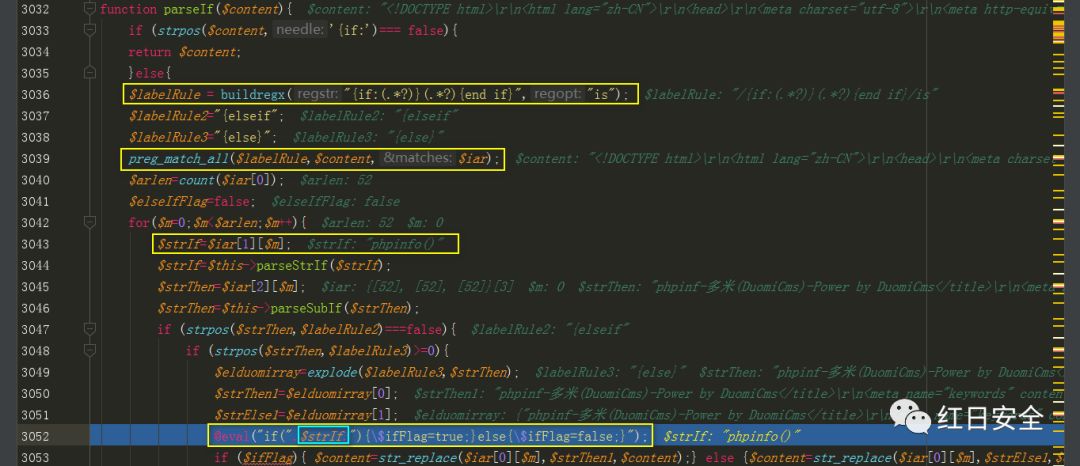 3032 function parseIf($content){ $content: "<!DOCTYPE html>\r\n<html lang="zh-CN">\r\n<head>\r\n<meta charset="utf-8">\r\n<meta http-equi
3033 if (strpos($content, needle: '{if:')=== false){
3034 return $content;
3035 }else{
3036 $labelRule = buildregx( regstr: "{if:(.*?)}(.*?){end if}", regopt: "is"); $labelRule: "/{if:(.*?)}(.*?){end if}/is"
3037 $labelRule2="{elseif"; $labelRule2: "{elseif"
3038 $labelRule3="{else}"; $labelRule3: "{else}"
3039 preg_match_all($labelRule,$content, &matches: $iar); $content: "<!DOCTYPE html>\r\n<html lang="zh-CN">\r\n<head>\r\n<meta charset
3040 $arlen=count($iar[0]); $arlen: 52
3041 $elseIfFlag=false; $elseIfFlag: false
3042 for($m=0;$m<$arlen;$m++){ $arlen: 52 $m: 0
3043 $strIf=$iar[1][$m]; $strIf: "phpinfo()"
3044 $strIf=$this->parseStrIf($strIf);
3045 $strThen=$iar[2][$m]; $iar: {[52], [52], [52]}[3] $m: 0 $strThen: "phpinf-多米(DuomiCms)-Power by DuomiCms</title>\r\n<meta
3046 $strThen=$this->parseSubIf($strThen);
3047 if (strpos($strThen,$labelRule2)===false){ $labelRule2: "{elseif"
3048 if (strpos($strThen,$labelRule3)>=0){
3049 $elduomirray=explode($labelRule3,$strThen); $labelRule3: "{else}" $strThen: "phpinf-多米(DuomiCms)-Power by DuomiCms<
3050 $strThen1=$elduomirray[0]; $strThen1: "phpinf-多米(DuomiCms)-Power by DuomiCms</title>\r\n<meta name="keywords" conten
3051 $strElse1=$elduomirray[1]; $elduomirray: {"phpinf-多米(DuomiCms)-Power by DuomiCms</title>\r\n
3052 @eval("if(" $strIf "){\$ifFlag=true;}else{\$ifFlag=false;}"); $strIf: "phpinfo()"
3053 if ($ifFlag){ $content=str_replace($iar[0][$m],$strThen1,$content);} else {$content=str_replace($iar[0][$m],$strElse1,$
红日安全